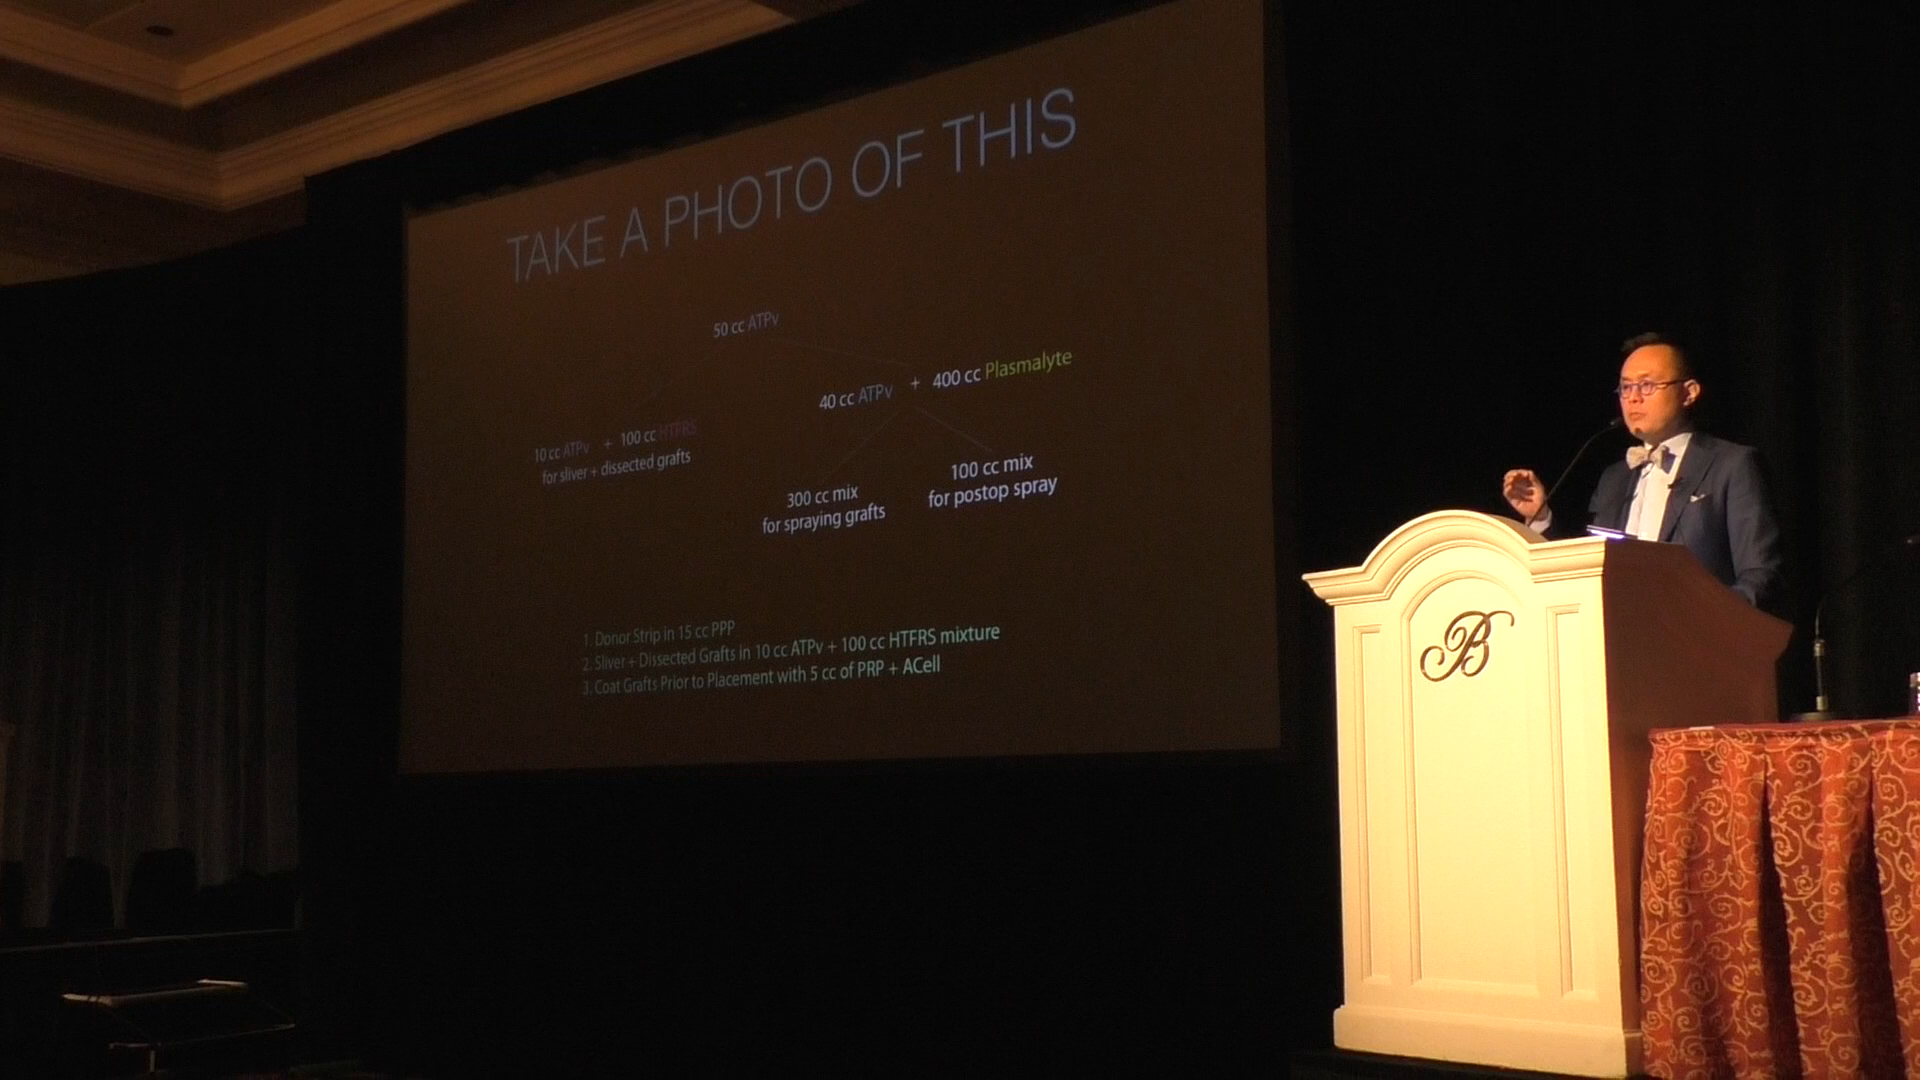 TAKE A PHOTO OF THIS
50 cc ATPv
40 cc ATPv + 400 cc Plasmalyte
10 cc ATPv + 100 cc HTFRS
for sliver + dissected grafts
300 cc mix
for spraying grafts
100 cc mix
for postop spray
1. Donor Strip in 15 cc PPP
2. Sliver + Dissected Grafts in 10 cc ATPv + 100 cc HTFRS mixture
3. Coat Grafts Prior to Placement with 5 cc of PRP + ACell
B